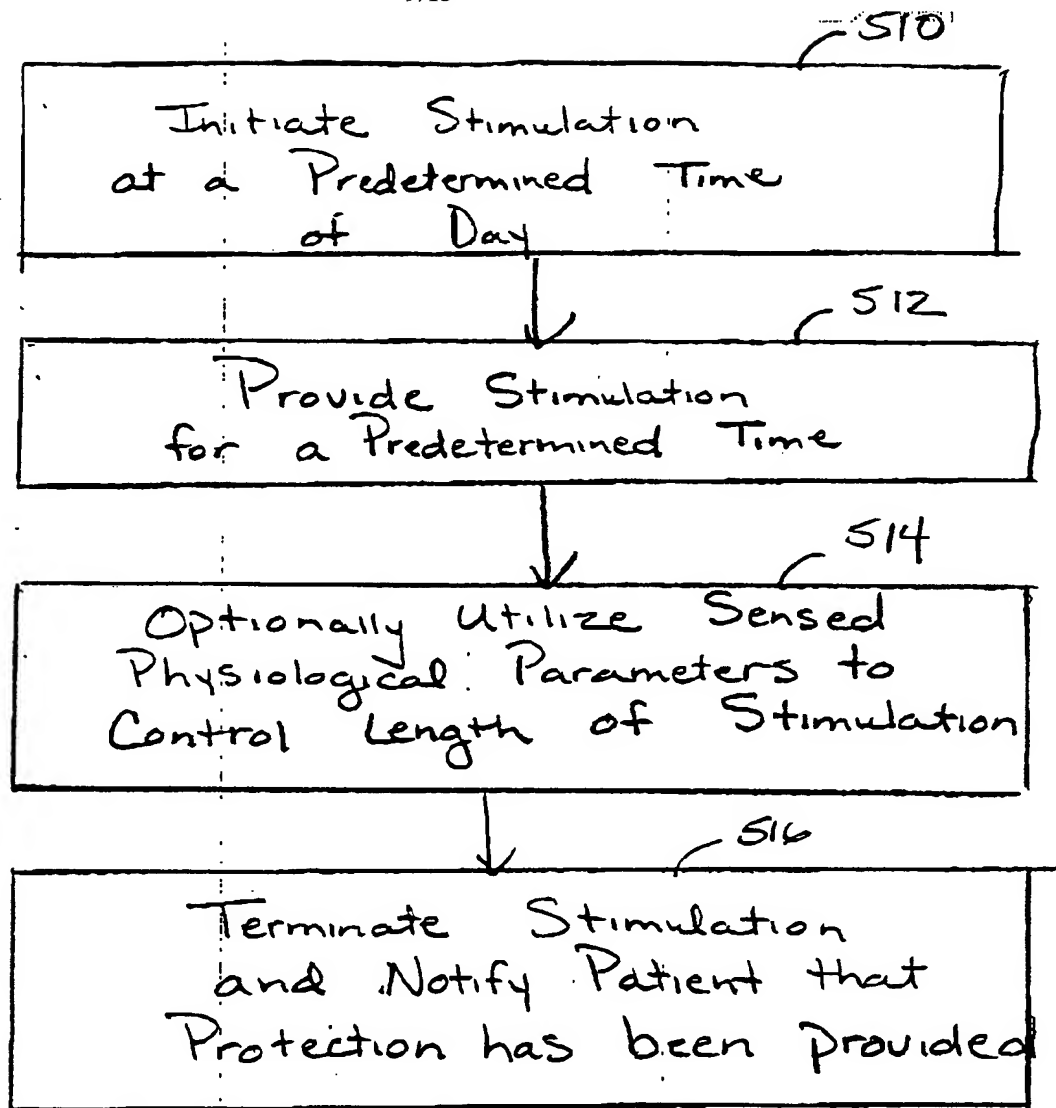 510
Initiate Stimulation
at a Predetermined Time
of Day
512
Provide Stimulation
for a Predetermined Time
514
Optionally Utilize Sensed
Physiological Parameters to
Control Length of Stimulation
516
Terminate Stimulation
and Notify Patient that
Protection has been provided